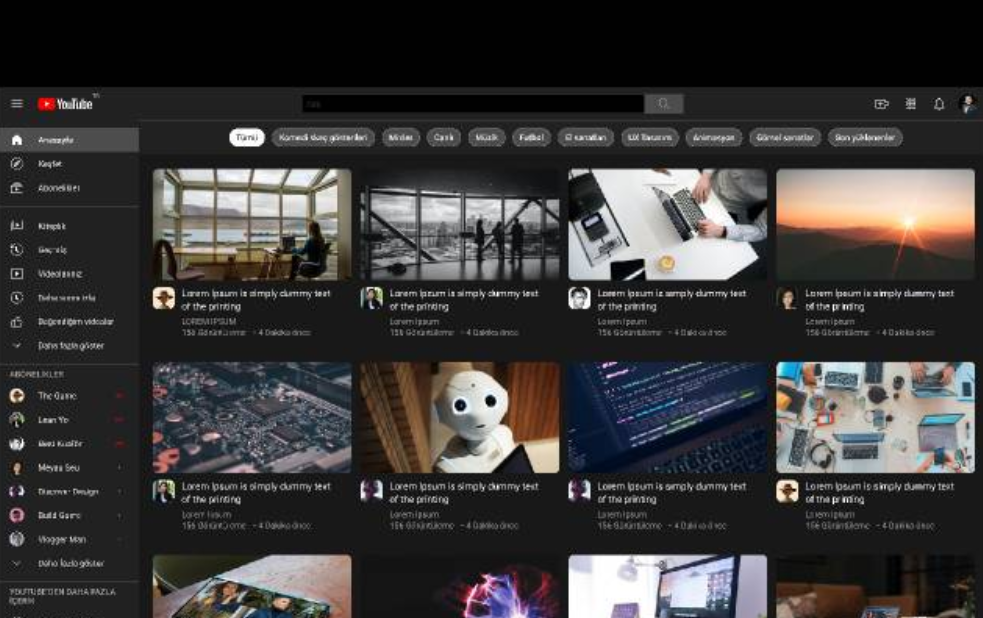 YouTube TR
Ara
Tümü
Komedi skeç gösterileri
Mixler
Canlı
Müzik
Futbol
El sanatları
UX Tasarımı
Animasyon
Görsel sanatlar
Son yüklenenler
Anasayfa
Keşfet
Abonelikler
Kitaplık
Geçmiş
Videolarınız
Daha sonra izle
Beğendiğim videolar
Daha fazla göster
ABONELİKLER
The Game
Lean Yo
Best Kuaför
Meyaa Seu
Discover Design
Build Game
Vlogger Man
Daha fazla göster
YOUTUBE'DEN DAHA FAZLA
İÇERİK
Lorem Ipsum is simply dummy text
of the printing
LOREM IPSUM
156 Görüntüleme - 4 Dakika önce
Lorem Ipsum is simply dummy text
of the printing
Lorem Ipsum
156 Görüntüleme - 4 Dakika önce
Lorem Ipsum is simply dummy text
of the printing
Lorem Ipsum
156 Görüntüleme - 4 Dakika önce
Lorem Ipsum is simply dummy text
of the printing
Lorem Ipsum
156 Görüntüleme - 4 Dakika önce
Lorem Ipsum is simply dummy text
of the printing
Lorem Ipsum
156 Görüntüleme - 4 Dakika önce
Lorem Ipsum is simply dummy text
of the printing
Lorem Ipsum
156 Görüntüleme - 4 Dakika önce
Lorem Ipsum is simply dummy text
of the printing
Lorem Ipsum
156 Görüntüleme - 4 Dakika önce
Lorem Ipsum is simply dummy text
of the printing
Lorem Ipsum
156 Görüntüleme - 4 Dakika önce